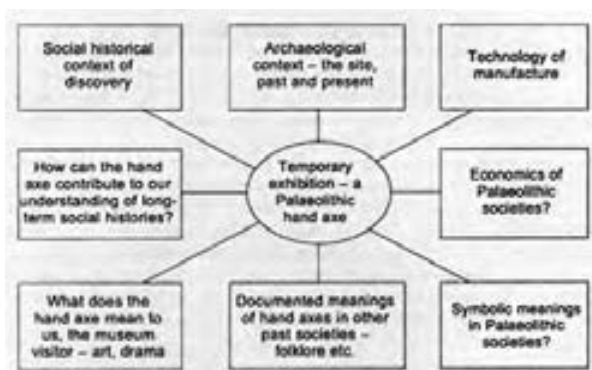 Social historical
context of
discovery
Archaeological
context – the site,
past and present
Technology of
manufacture
How can the hand
axe contribute to our
understanding of long-
term social histories?
Temporary
exhibition – a
Palaeolithic
hand axe
Economics of
Palaeolithic
societies?
What does the
hand axe mean to
us, the museum
visitor – art, drama
Documented meanings
of hand axes in other
past societies –
folklore etc.
Symbolic meanings
in Palaeolithic
societies?